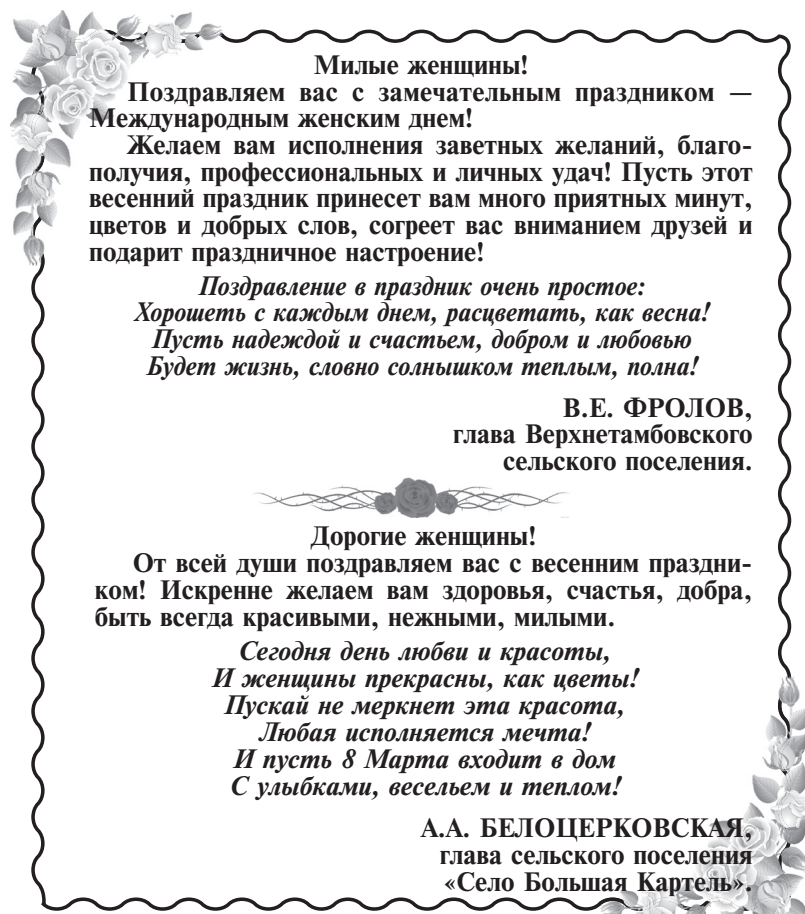 Милые женщины!
Поздравляем вас с замечательным праздником —
Международным женским днем!
Желаем вам исполнения заветных желаний, благо-
получия, профессиональных и личных удач! Пусть этот
весенний праздник принесет вам много приятных минут,
цветов и добрых слов, согреет вас вниманием друзей и
подарит праздничное настроение!
Поздравление в праздник очень простое:
Хорошеть с каждым днем, расцветать, как весна!
Пусть надеждой и счастьем, добром и любовью
Будет жизнь, словно солнышком теплым, полна!
В.Е. ФРОЛОВ,
глава Верхнетамбовского
сельского поселения.
Дорогие женщины!
От всей души поздравляем вас с весенним праздни-
ком! Искренне желаем вам здоровья, счастья, добра,
быть всегда красивыми, нежными, милыми.
Сегодня день любви и красоты,
И женщины прекрасны, как цветы!
Пускай не меркнет эта красота,
Любая исполняется мечта!
И пусть 8 Марта входит в дом
С улыбками, весельем и теплом!
А.А. БЕЛОЦЕРКОВСКАЯ,
глава сельского поселения
«Село Большая Картель».